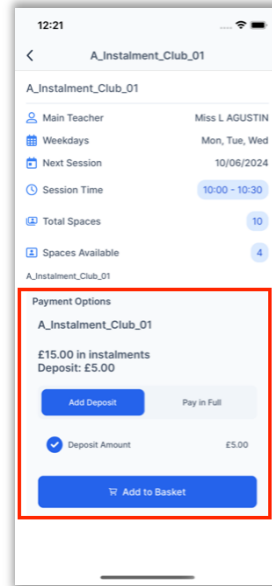 12:21
A_Instalment_Club_01
A_Instalment_Club_01
Main Teacher Miss L AGUSTIN
Weekdays Mon, Tue, Wed
Next Session 10/06/2024
Session Time 10:00 - 10:30
Total Spaces 10
Spaces Available 4
A_Instalment_Club_01
Payment Options
A_Instalment_Club_01
£15.00 in instalments
Deposit: £5.00
Add Deposit Pay in Full
Deposit Amount £5.00
Add to Basket